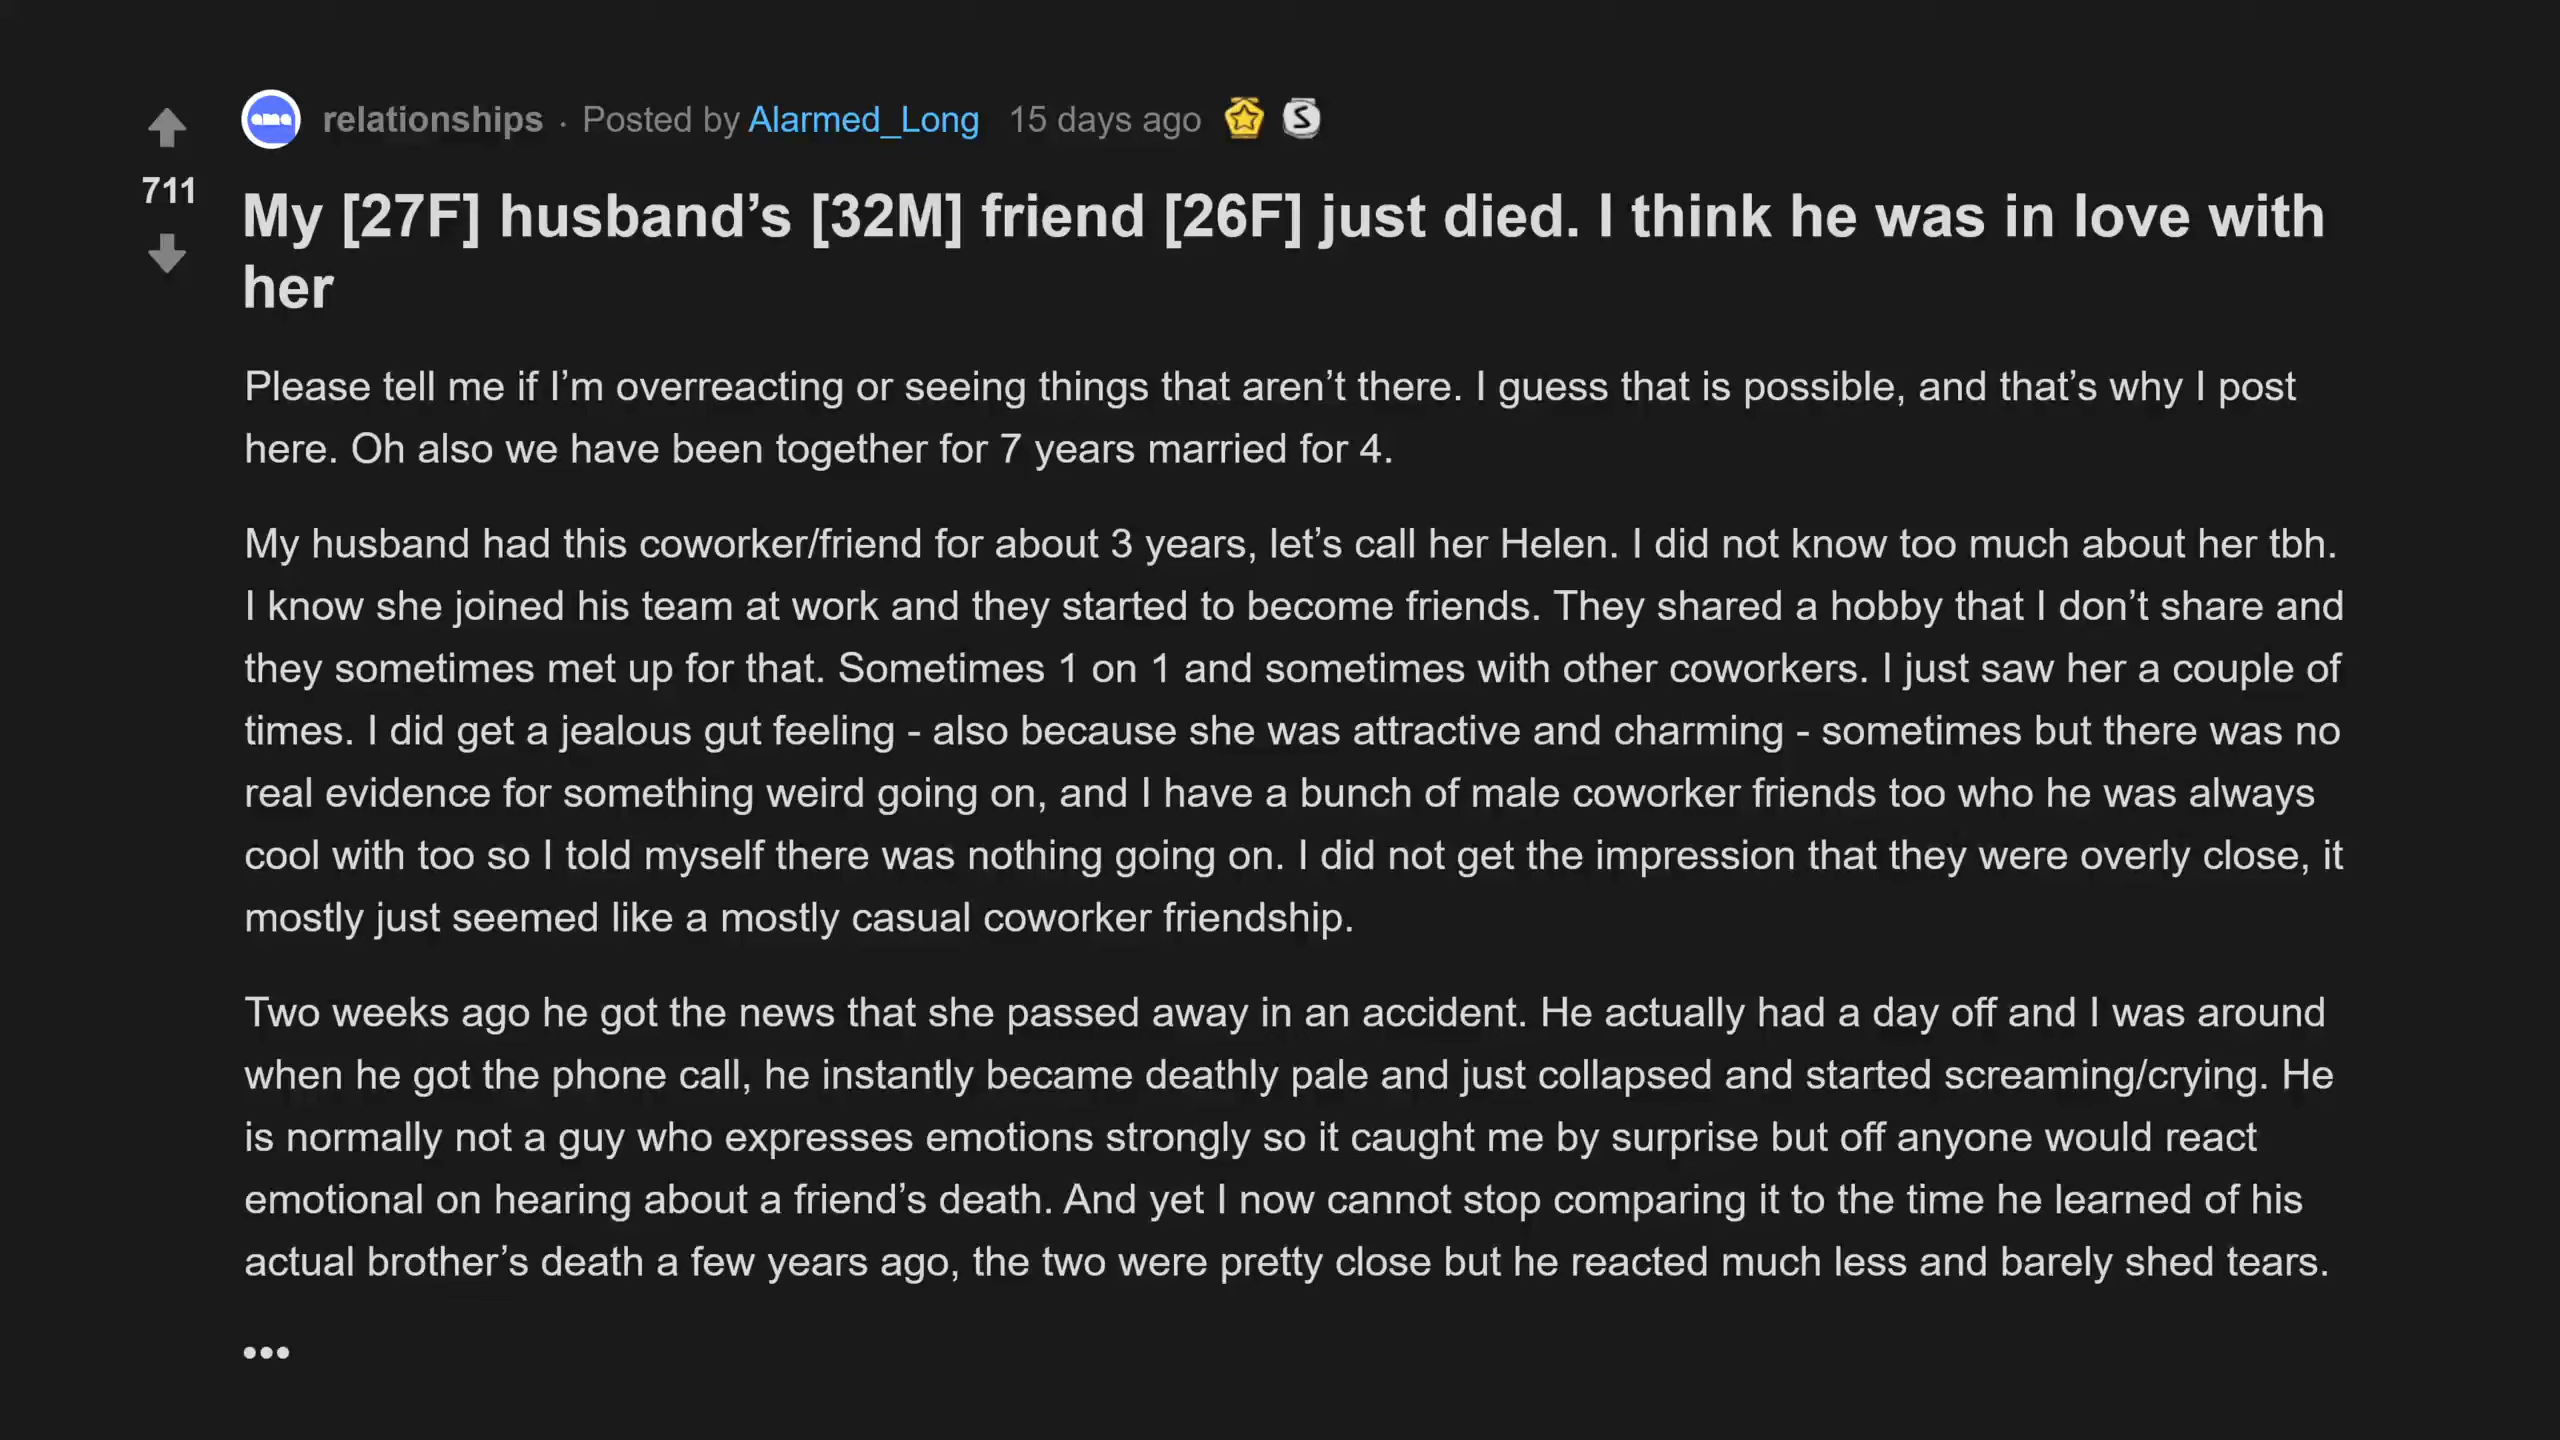 relationships · Posted by Alarmed_Long 15 days ago
711
My [27F] husband’s [32M] friend [26F] just died. I think he was in love with
her
Please tell me if I’m overreacting or seeing things that aren’t there. I guess that is possible, and that’s why I post
here. Oh also we have been together for 7 years married for 4.
My husband had this coworker/friend for about 3 years, let’s call her Helen. I did not know too much about her tbh.
I know she joined his team at work and they started to become friends. They shared a hobby that I don’t share and
they sometimes met up for that. Sometimes 1 on 1 and sometimes with other coworkers. I just saw her a couple of
times. I did get a jealous gut feeling - also because she was attractive and charming - sometimes but there was no
real evidence for something weird going on, and I have a bunch of male coworker friends too who he was always
cool with too so I told myself there was nothing going on. I did not get the impression that they were overly close, it
mostly just seemed like a mostly casual coworker friendship.
Two weeks ago he got the news that she passed away in an accident. He actually had a day off and I was around
when he got the phone call, he instantly became deathly pale and just collapsed and started screaming/crying. He
is normally not a guy who expresses emotions strongly so it caught me by surprise but off anyone would react
emotional on hearing about a friend’s death. And yet I now cannot stop comparing it to the time he learned of his
actual brother’s death a few years ago, the two were pretty close but he reacted much less and barely shed tears.
•••